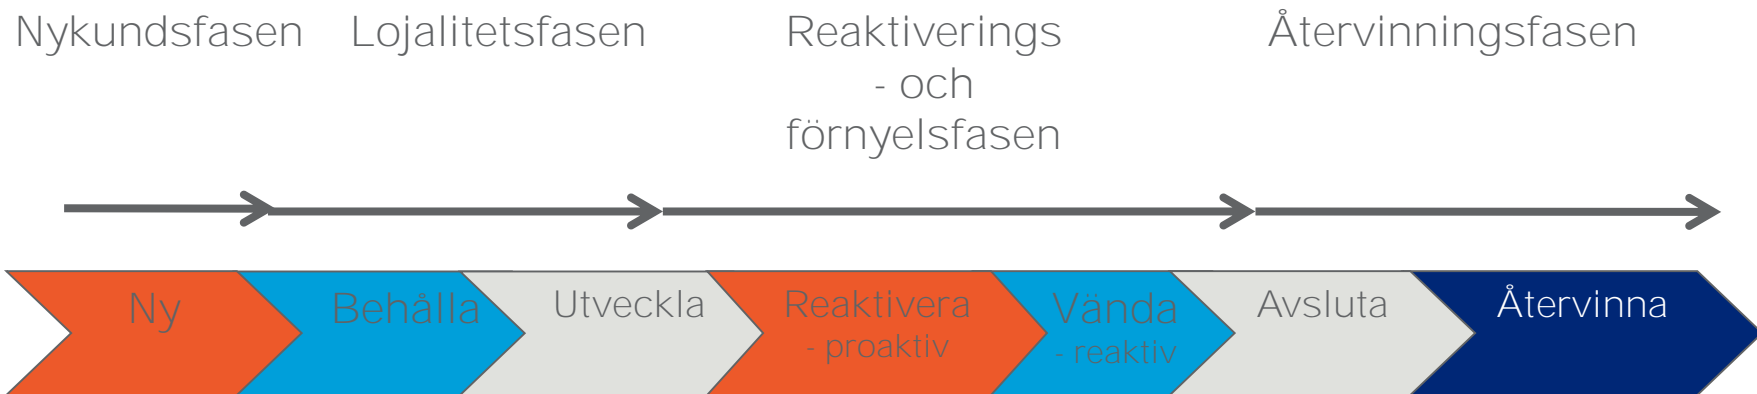 Nykundsfasen
Lojalitetsfasen
Reaktiverings
- och
förnyelsfasen
Återvinningsfasen
Ny
Behålla
Utveckla
Reaktivera
- proaktiv
Vända
- reaktiv
Avsluta
Återvinna